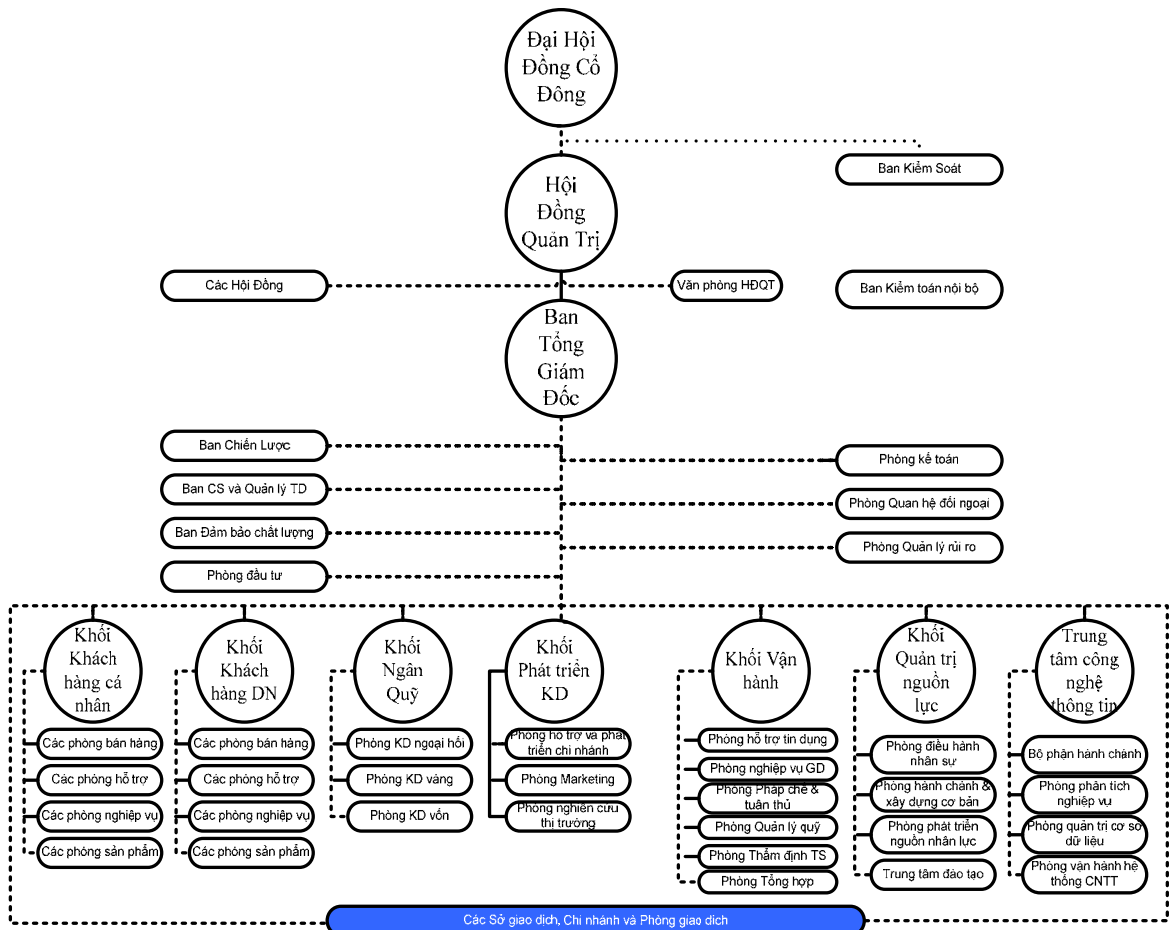 Đại Hội
Đồng Cổ
Đông
Ban Kiểm Soát
Hội
Đồng
Quản Trị
Các Hội Đồng
Văn phòng HĐQT
Ban Kiểm toán nội bộ
Ban
Tổng
Giám
Đốc
Ban Chiến Lược
Phòng kế toán
Ban CS và Quản lý TD
Phòng Quan hệ đối ngoại
Ban Đảm bảo chất lượng
Phòng Quản lý rủi ro
Phòng đầu tư
Khối
Khách
hàng cá
nhân
Các phòng bán hàng
Các phòng hỗ trợ
Các phòng nghiệp vụ
Các phòng sản phẩm
Khối
Khách
hàng DN
Các phòng bán hàng
Các phòng hỗ trợ
Các phòng nghiệp vụ
Các phòng sản phẩm
Khối
Ngân
Quỹ
Phòng KD ngoại hối
Phòng KD vàng
Phòng KD vốn
Khối
Phát triển
KD
Phòng hỗ trợ và phát
triển chi nhánh
Phòng Marketing
Phòng nghiên cứu
thị trường
Khối Vận
hành
Phòng hỗ trợ tín dụng
Phòng nghiệp vụ GD
Phòng Pháp chế &
tuân thủ
Phòng Quản lý quỹ
Phòng Thẩm định TS
Phòng Tổng hợp
Khối
Quản trị
nguồn
lực
Phòng điều hành
nhân sự
Phòng hành chánh &
xây dựng cơ bản
Phòng phát triển
nguồn nhân lực
Trung tâm đào tạo
Trung
tâm công
nghệ
thông tin
Bộ phận hành chánh
Phòng phân tích
nghiệp vụ
Phòng quản trị cơ sở
dữ liệu
Phòng vận hành hệ
thống CNTT
Các Sở giao dịch, Chi nhánh và Phòng giao dịch